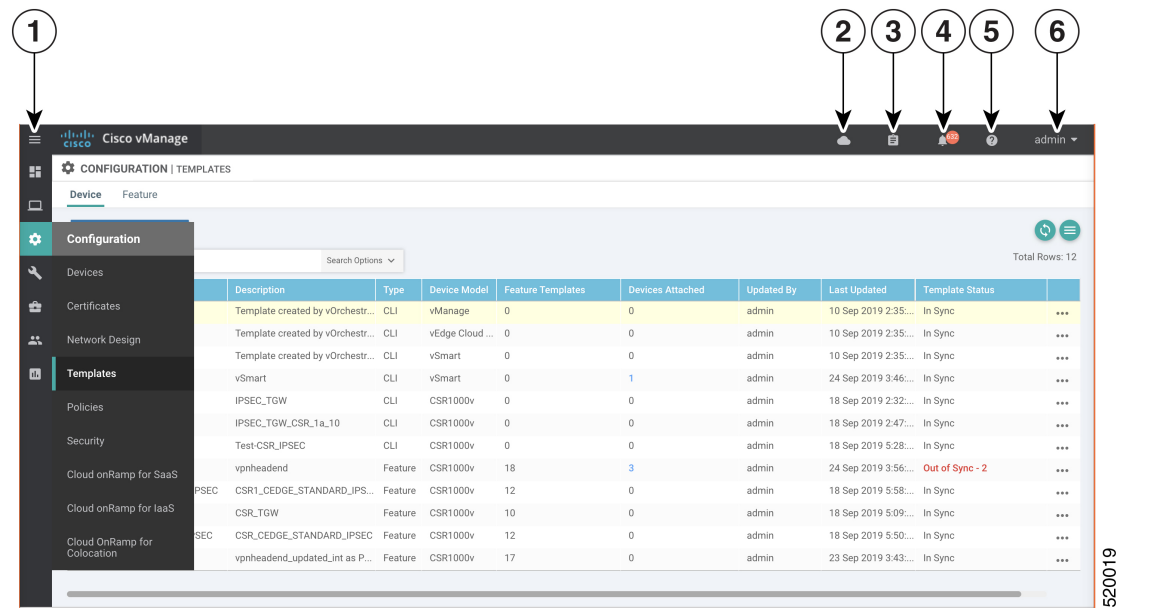 1 2 3 4 5 6
cisco Cisco vManage 632 ? admin
CONFIGURATION | TEMPLATES
Device Feature
Configuration
Search Options Total Rows: 12
Devices
Description Type Device Model Feature Templates Devices Attached Updated By Last Updated Template Status
Certificates
Template created by vOrchestr... CLI vManage 0 0 admin 10 Sep 2019 2:35:... In Sync ...
Template created by vOrchestr... CLI vEdge Cloud ... 0 0 admin 10 Sep 2019 2:35:... In Sync ...
Network Design
Template created by vOrchestr... CLI vSmart 0 0 admin 10 Sep 2019 2:35:... In Sync ...
Templates
vSmart CLI vSmart 0 1 admin 24 Sep 2019 3:46:... In Sync ...
IPSEC_TGW CLI CSR1000v 0 0 admin 18 Sep 2019 2:32:... In Sync ...
Policies
IPSEC_TGW_CSR_1a_10 CLI CSR1000v 0 0 admin 18 Sep 2019 2:47:... In Sync ...
Security
Test-CSR_IPSEC CLI CSR1000v 0 0 admin 18 Sep 2019 5:28:... In Sync ...
vpnheadend Feature CSR1000v 18 3 admin 24 Sep 2019 3:56:... Out of Sync - 2 ...
Cloud onRamp for SaaS
PSEC CSR1_CEDGE_STANDARD_IPS... Feature CSR1000v 12 0 admin 18 Sep 2019 5:58:... In Sync ...
Cloud onRamp for IaaS
CSR_TGW Feature CSR1000v 10 0 admin 18 Sep 2019 5:09:... In Sync ...
SEC CSR_CEDGE_STANDARD_IPSEC Feature CSR1000v 12 0 admin 18 Sep 2019 5:50:... In Sync ...
Cloud OnRamp for
Colocation
vpnheadend_updated_int as P... Feature CSR1000v 17 0 admin 23 Sep 2019 3:43:... In Sync ...
520019